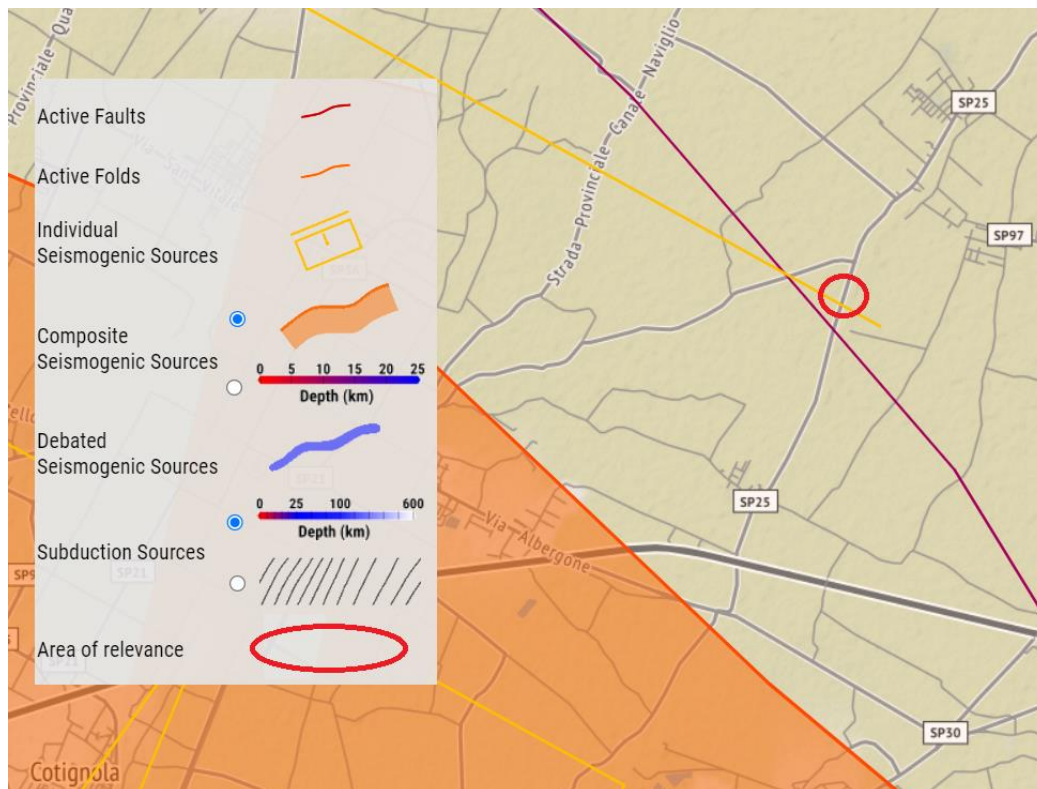 Provinciale Qua
Strada Provinciale Canale Naviglio
SP25
SP97
Active Faults
Via San Vitale
Active Folds
Individual
Seismogenic Sources
Composite
Seismogenic Sources
0 5 10 15 20 25
Depth (km)
Debated
Seismogenic Sources
SP25
Via Albergone
0 25 100 600
Depth (km)
Subduction Sources
SP21
Area of relevance
SP30
Cotignola